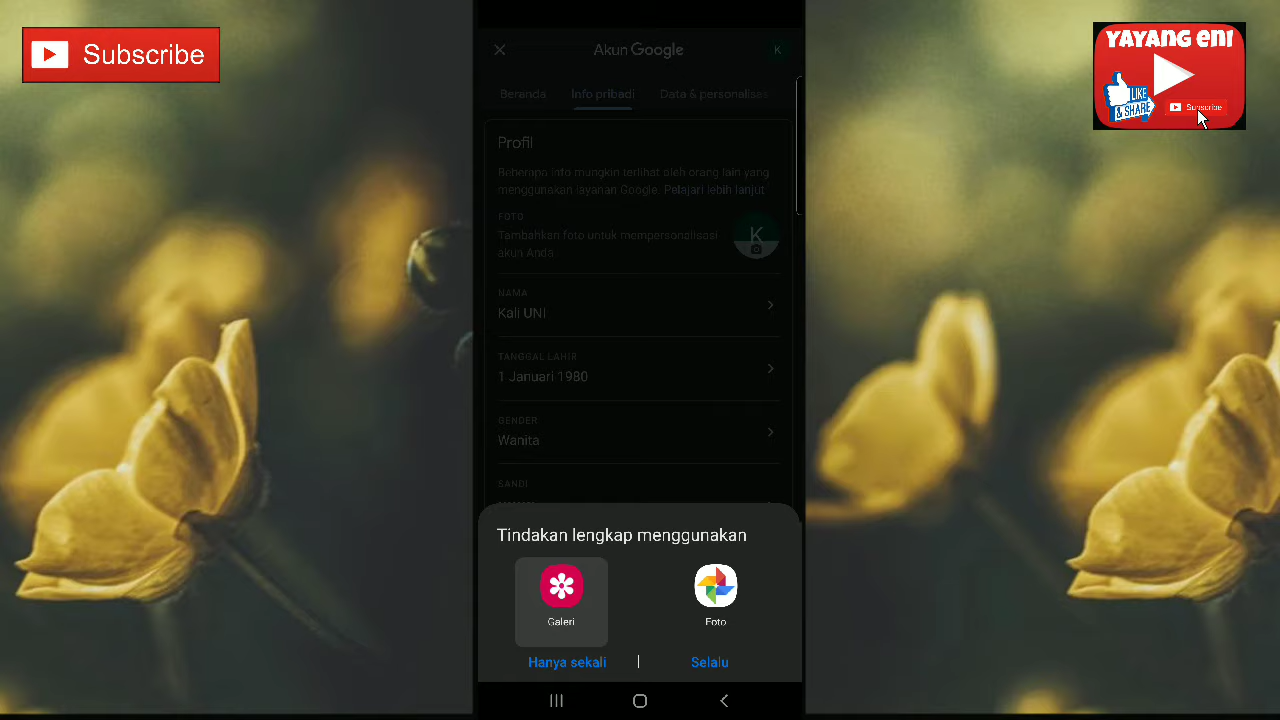 Subscribe
YAYANG ENI
LIKE
& SHARE
Subscribe
Akun Google
K
Beranda
Info pribadi
Data & personalisas
Profil
Beberapa info mungkin terlihat oleh orang lain yang
menggunakan layanan Google. Pelajari lebih lanjut
FOTO
Tambahkan foto untuk mempersonalisasi
akun Anda.
K
NAMA
Kali UNI
TANGGAL LAHIR
1 Januari 1980
GENDER
Wanita
SANDI
Tindakan lengkap menggunakan
Galeri
Foto
Hanya sekali
Selalu